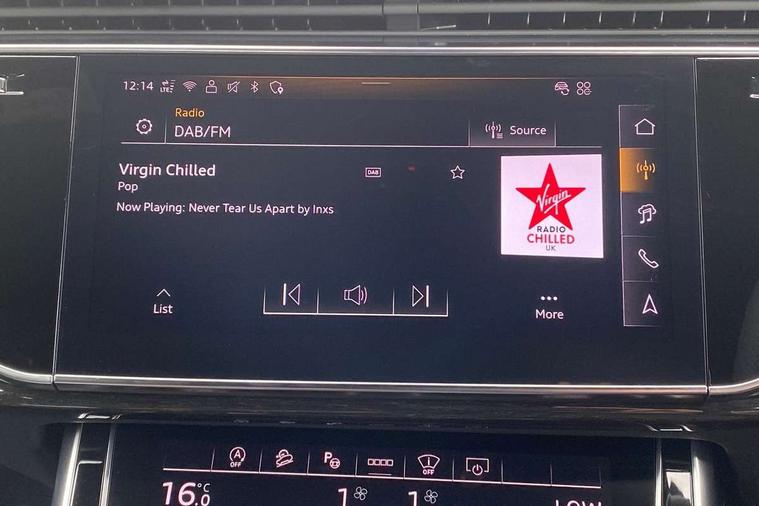 12:14
LTE
Radio
DAB/FM
Source
Virgin Chilled
DAB
Pop
Now Playing: Never Tear Us Apart by Inxs
Virgin
RADIO
CHILLED
UK
List
More
A
OFF
P
OFF
16.0 °C
1
1
LOW